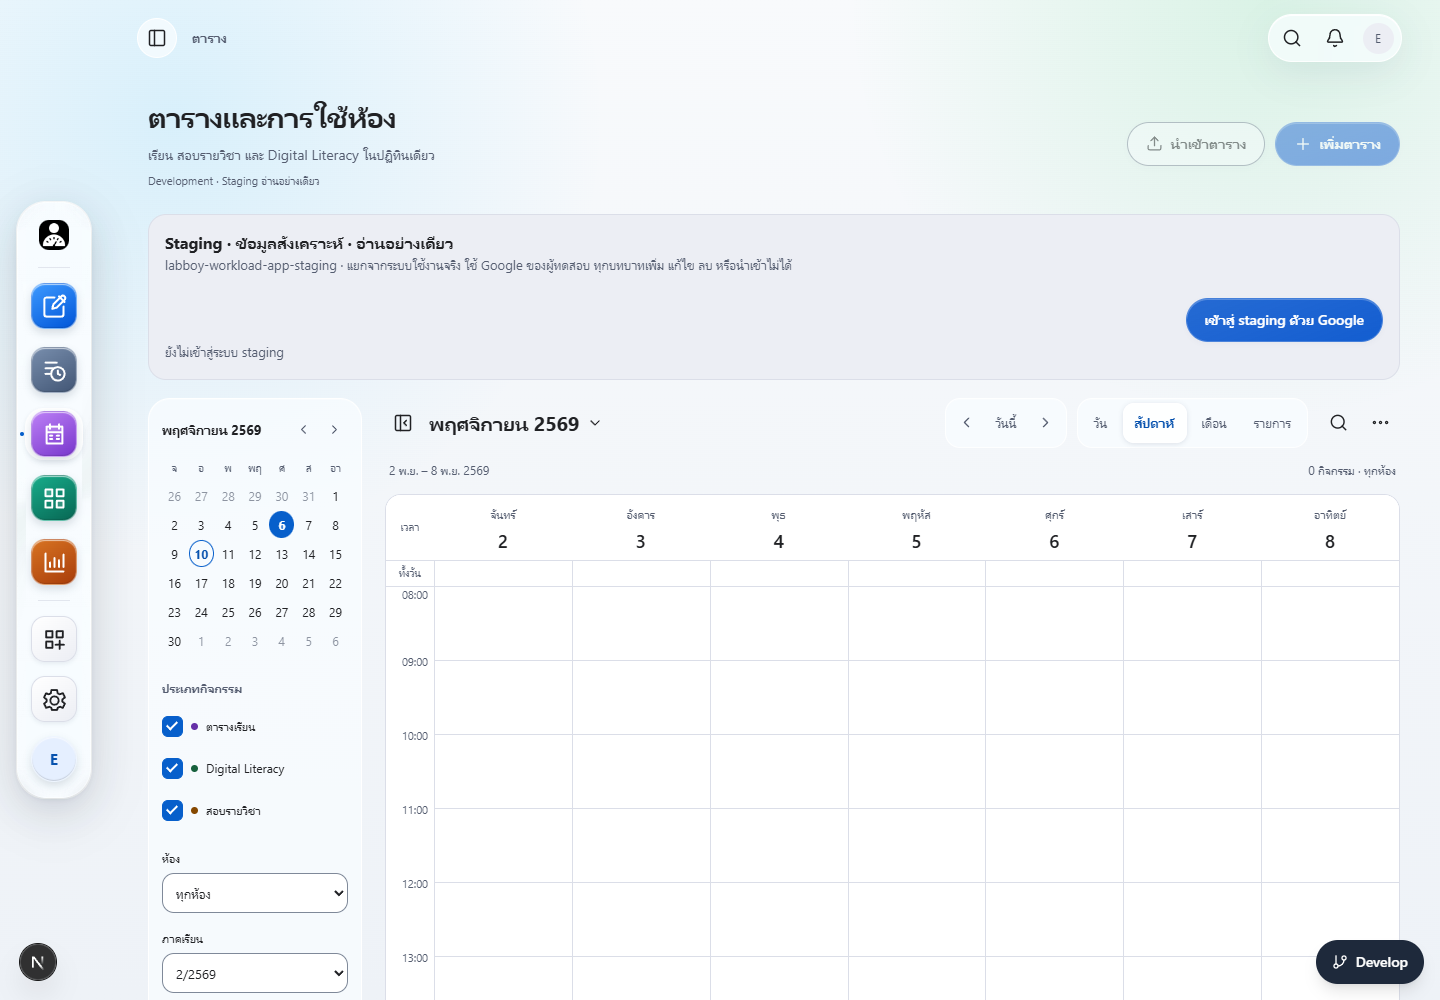 ตาราง
E
ตารางและการใช้ห้อง
เรียน สอบรายวิชา และ Digital Literacy ในปฏิทินเดียว
Development · Staging อ่านอย่างเดียว
นำเข้าตาราง
เพิ่มตาราง
Staging · ข้อมูลสังเคราะห์ · อ่านอย่างเดียว
labboy-workload-app-staging · แยกจากระบบใช้งานจริง ใช้ Google ของผู้ทดสอบ ทุกบทบาทเพิ่ม แก้ไข ลบ หรือนำเข้าไม่ได้
เข้าสู่ staging ด้วย Google
ยังไม่เข้าสู่ระบบ staging
พฤศจิกายน 2569
จ อ พ พฤ ศ ส อา
26 27 28 29 30 31 1
2 3 4 5 6 7 8
9 10 11 12 13 14 15
16 17 18 19 20 21 22
23 24 25 26 27 28 29
30 1 2 3 4 5 6
ประเภทกิจกรรม
ตารางเรียน
Digital Literacy
สอบรายวิชา
ห้อง
ทุกห้อง
ภาคเรียน
2/2569
พฤศจิกายน 2569
วันนี้
วัน สัปดาห์ เดือน รายการ
2 พ.ย. – 8 พ.ย. 2569
0 กิจกรรม · ทุกห้อง
เวลา
จันทร์ อังคาร พุธ พฤหัส ศุกร์ เสาร์ อาทิตย์
2 3 4 5 6 7 8
ทั้งวัน
08:00
09:00
10:00
11:00
12:00
13:00
E
N
Develop